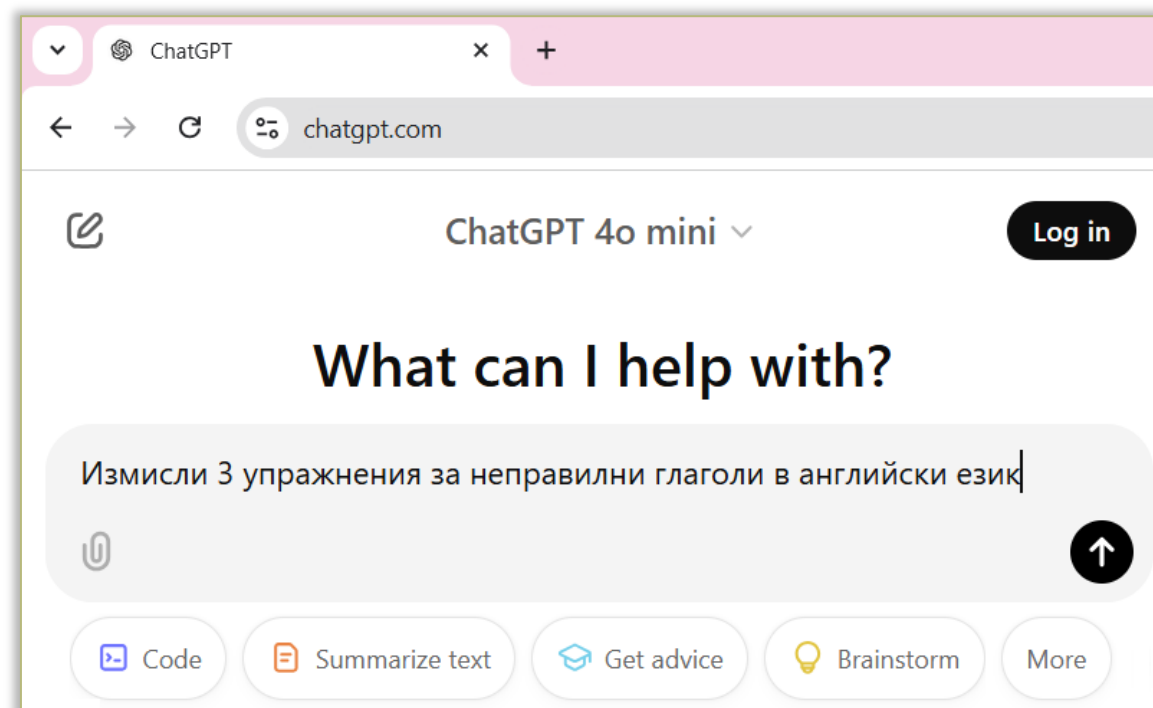 ChatGPT
chatgpt.com
ChatGPT 4o mini
Log in
What can I help with?
Измисли 3 упражнения за неправилни глаголи в английски език
Code
Summarize text
Get advice
Brainstorm
More